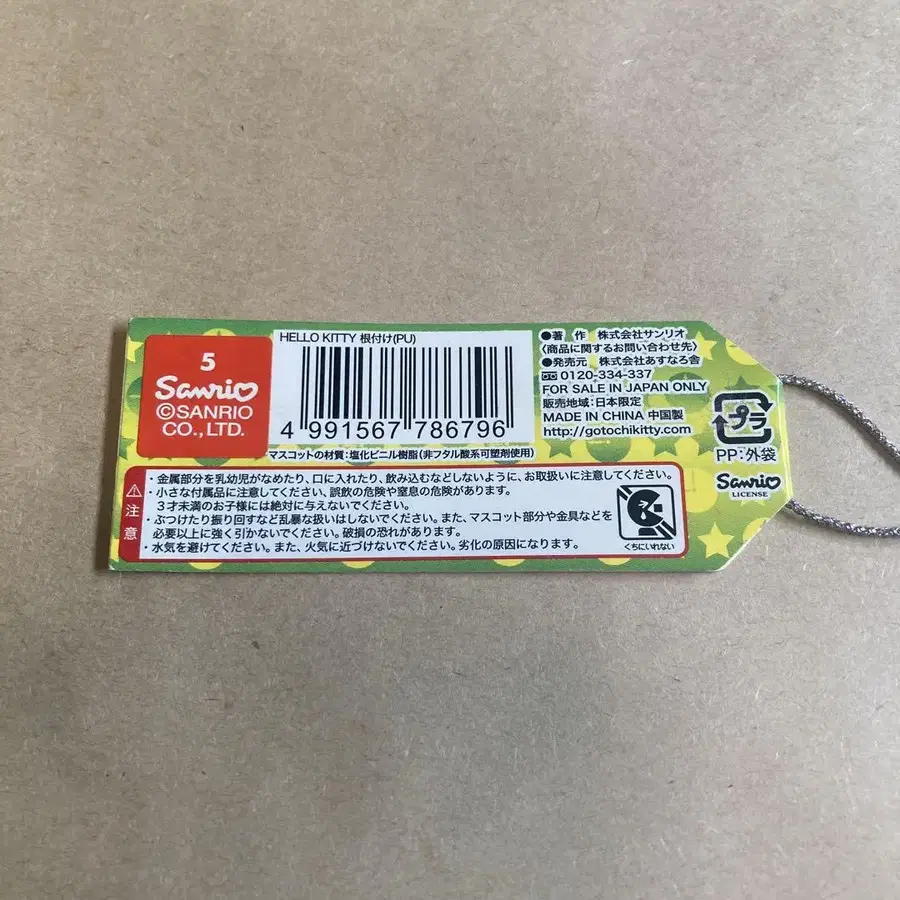 5
Sanrio
©SANRIO
CO., LTD.
HELLO KITTY 根付け(PU)
4 991567 786796
マスコットの材質：塩化ビニル樹脂（非フタル酸系可塑剤使用）
●著　作　株式会社サンリオ
〈商品に関するお問い合わせ先〉
●発売元　株式会社あすなろ舎
0120-334-337
FOR SALE IN JAPAN ONLY
販売地域：日本限定
MADE IN CHINA 中国製
http://gotochikitty.com
プラ
PP：外袋
Sanrio
LICENSE
注意
・金属部分を乳幼児がなめたり、口に入れたり、飲み込むなどしないように、お取扱いに注意してください。
・小さな付属品に注意してください、誤飲の危険や窒息の危険があります。
３才未満のお子様には絶対に与えないでください。
・ぶつけたり振り回すなど乱暴な扱いはしないでください。また、マスコット部分や金具などを
必要以上に強く引かないでください。破損の恐れがあります。
・水気を避けてください。また、火気に近づけないでください。劣化の原因になります。
くちにいれない